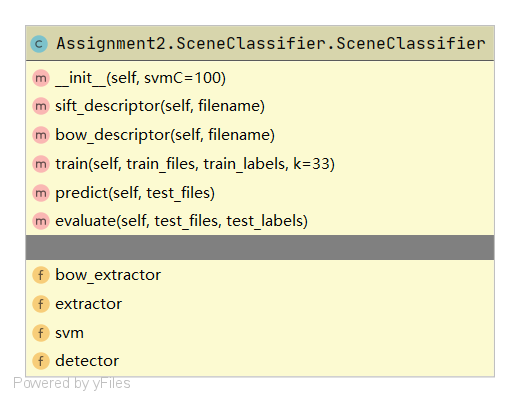 c Assignment2.SceneClassifier.SceneClassifier
m __init__(self, svmC=100)
m sift_descriptor(self, filename)
m bow_descriptor(self, filename)
m train(self, train_files, train_labels, k=33)
m predict(self, test_files)
m evaluate(self, test_files, test_labels)
f bow_extractor
f extractor
f svm
f detector
Powered by yFiles